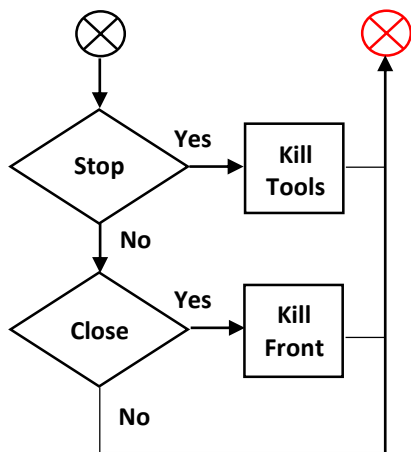 Yes
Stop
Kill
Tools
No
Yes
Close
Kill
Front
No